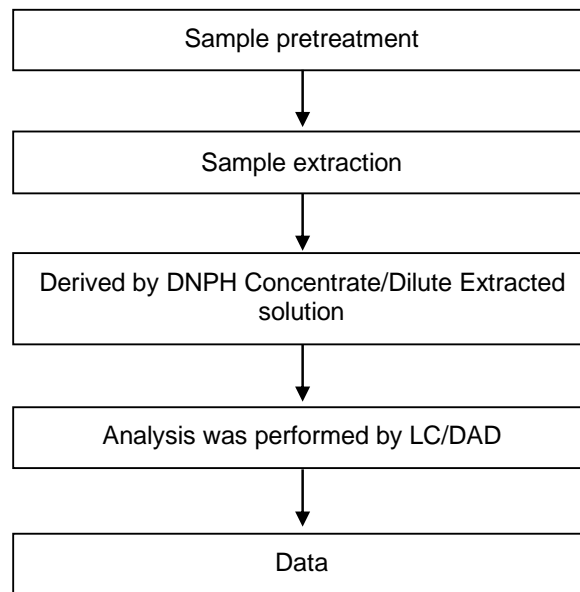 Sample pretreatment
Sample extraction
Derived by DNPH Concentrate/Dilute Extracted
solution
Analysis was performed by LC/DAD
Data